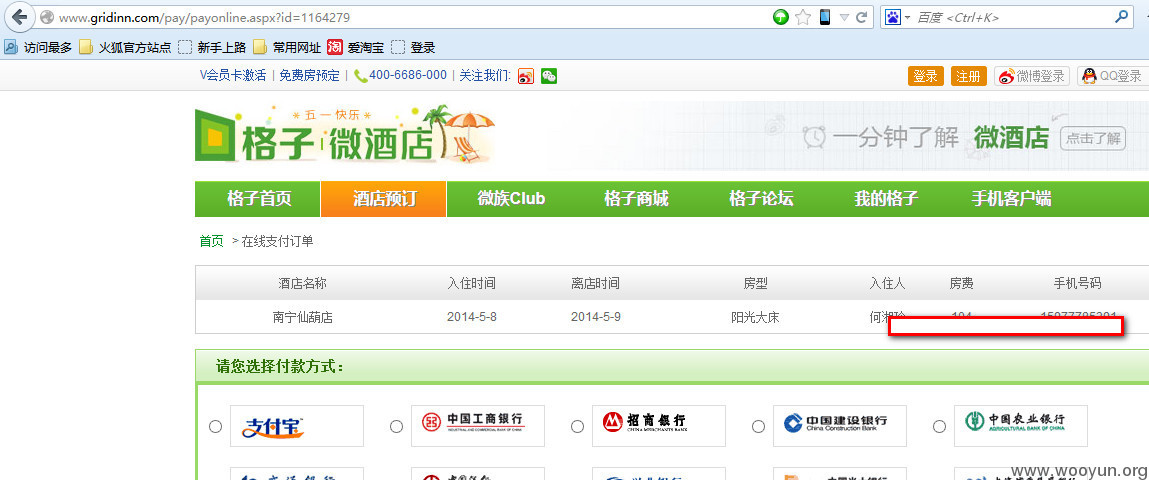 www.gridinn.com/pay/payonline.aspx?id=1164279
百度 <Ctrl+K>
访问最多 火狐官方站点 新手上路 常用网址 淘 爱淘宝 登录
V会员卡激活 | 免费房预定 | 400-6686-000 | 关注我们: 登录 注册 微博登录 QQ登录
*五一快乐*
格子 微酒店
一分钟了解 微酒店 点击了解
格子首页 酒店预订 微族Club 格子商城 格子论坛 我的格子 手机客户端
首页 > 在线支付订单
酒店名称 入住时间 离店时间 房型 入住人 房费 手机号码
南宁仙葫店 2014-5-8 2014-5-9 阳光大床
请您选择付款方式：
支付宝 中国工商银行 招商银行 中国建设银行 中国农业银行
INDUSTRIAL AND COMMERCIAL BANK OF CHINA CHINA MERCHANTS BANK China Construction Bank AGRICULTURAL BANK OF CHINA
www.wooyun.org